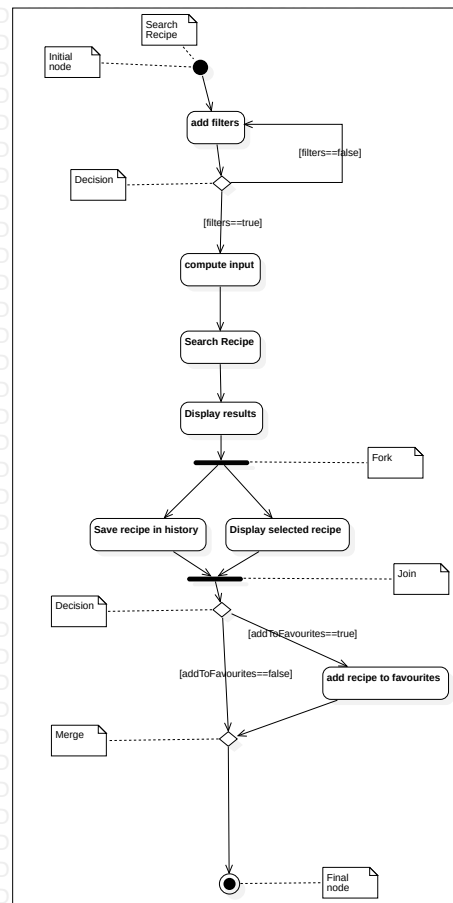 Search
Recipe
Initial
node
add filters
[filters==false]
Decision
[filters==true]
compute input
Search Recipe
Display results
Fork
Save recipe in history
Display selected recipe
Join
Decision
[addToFavourites==true]
[addToFavourites==false]
add recipe to favourites
Merge
Final
node